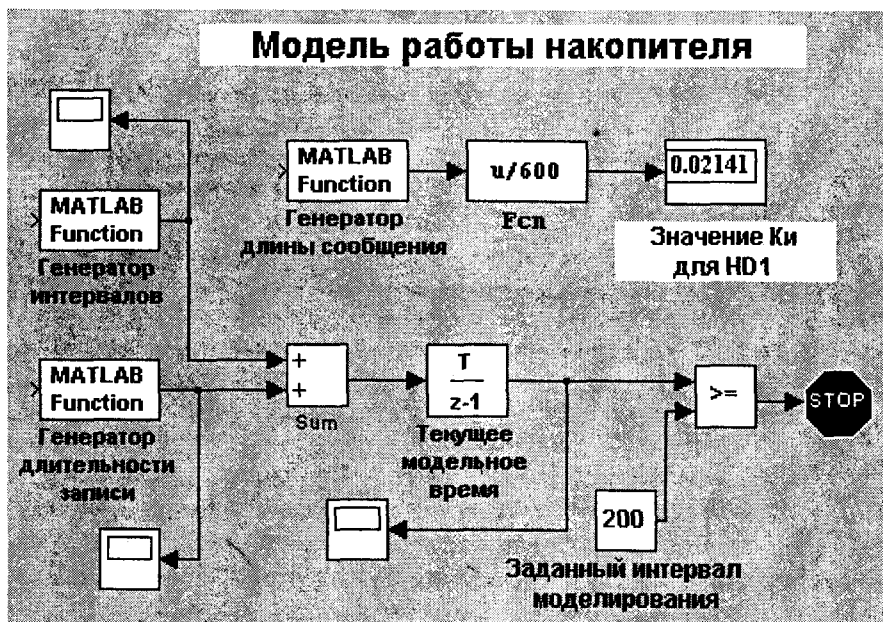 Модель работы накопителя
MATLAB
Function
Генератор
длины сообщения
u/600
Fcn
0.02141
Значение Ки
для HD1
MATLAB
Function
Генератор
интервалов
MATLAB
Function
Генератор
длительности
записи
+
+
Sum
T
z-1
Текущее
модельное
время
>=
STOP
200
Заданный интервал
моделирования